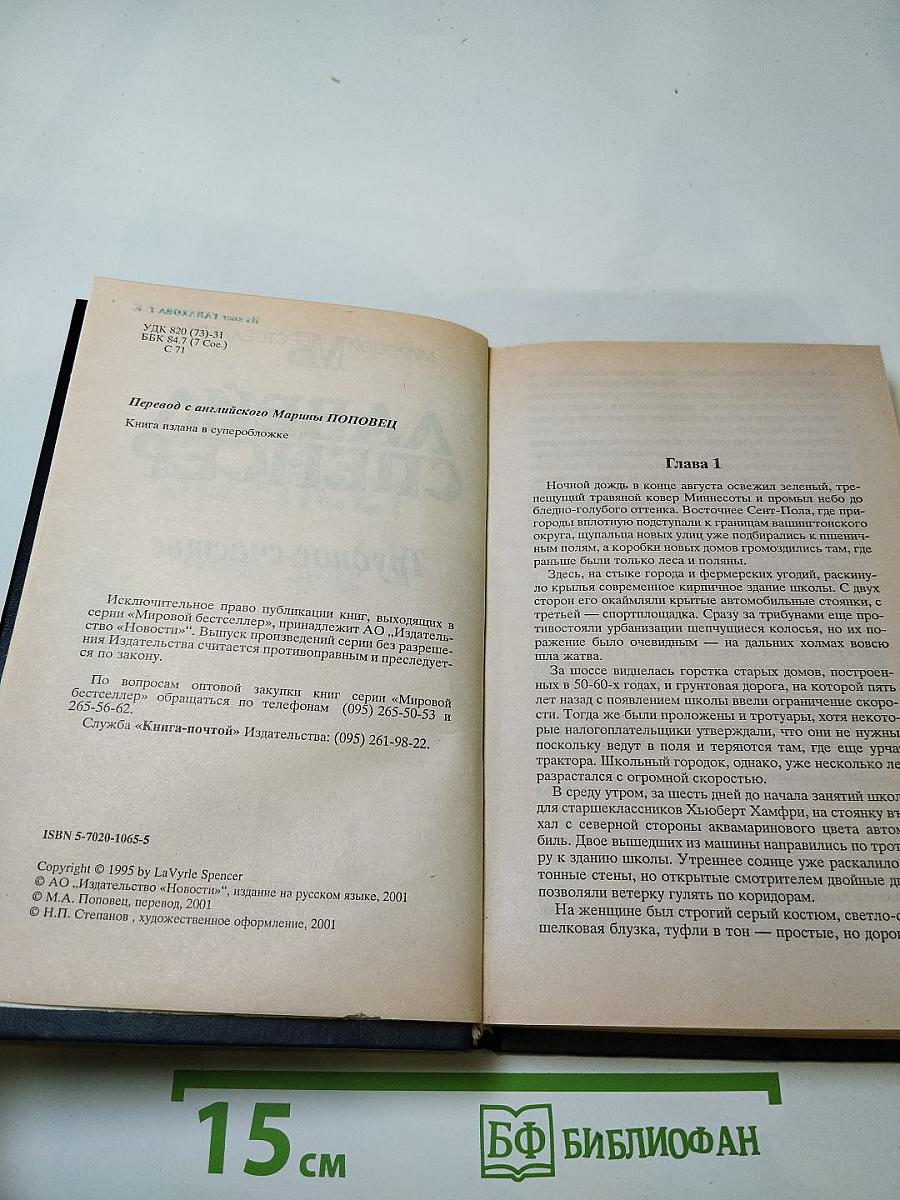 УДК 820 (73)-31
ББК 84.7 (7 Сое.)
С 71
Перевод с английского Марины ПОПОВЕЦ
Книга издана в суперобложке
Исключительное право публикации книг, выходящих в
серии «Мировой бестселлер», принадлежит АО „Издатель-
ство «Новости»“. Выпуск произведений серии без разреше-
ния Издательства считается противоправным и преследует-
ся по закону.
По вопросам оптовой закупки книг серии «Мировой
бестселлер» обращаться по телефонам (095) 265-50-53 и
265-56-62.
Служба «Книга-почтой» Издательства: (095) 261-98-22.
ISBN 5-7020-1065-5
Copyright © 1995 by LaVyrle Spencer
© АО „Издательство «Новости»“, издание на русском языке, 2001
© М.А. Поповец, перевод, 2001
© Н.П. Степанов , художественное оформление, 2001
Глава 1
Ночной дождь в конце августа освежил зеленый, тре-
пещущий травяной ковер Миннесоты и промыл небо до
бледно-голубого оттенка. Восточнее Сент-Пола, где при-
городы вплотную подступали к границам вашингтонского
округа, щупальца новых улиц уже подбирались к пшенич-
ным полям, а коробки новых домов громоздились там, где
раньше были только леса и поляны.
Здесь, на стыке города и фермерских угодий, раскину-
ло крылья современное кирпичное здание школы. С двух
сторон его окаймляли крытые автомобильные стоянки, с
третьей — спортплощадка. Сразу за трибунами еще про-
тивостояли урбанизации шепчущиеся колосья, но их по-
ражение было очевидным — на дальних холмах вовсю
шла жатва.
За шоссе виднелась горстка старых домов, построен-
ных в 50-60-х годах, и грунтовая дорога, на которой пять
лет назад с появлением школы ввели ограничение скоро-
сти. Тогда же были проложены и тротуары, хотя некото-
рые налогоплательщики утверждали, что они не нужны
поскольку ведут в поля и теряются там, где еще урчат
трактора. Школьный городок, однако, уже несколько ле
разрастался с огромной скоростью.
В среду утром, за шесть дней до начала занятий школ
для старшеклассников Хьюберт Хамфри, на стоянку въ
хал с северной стороны аквамаринового цвета автом
биль. Двое вышедших из машины направились по трот
ру к зданию школы. Утреннее солнце уже раскалило
тонные стены, но открытые смотрителем двойные дв
позволяли ветерку гулять по коридорам.
На женщине был строгий серый костюм, светло-с
шелковая блузка, туфли в тон — простые, но дорог
15 см
БФ БИБЛИОФАН